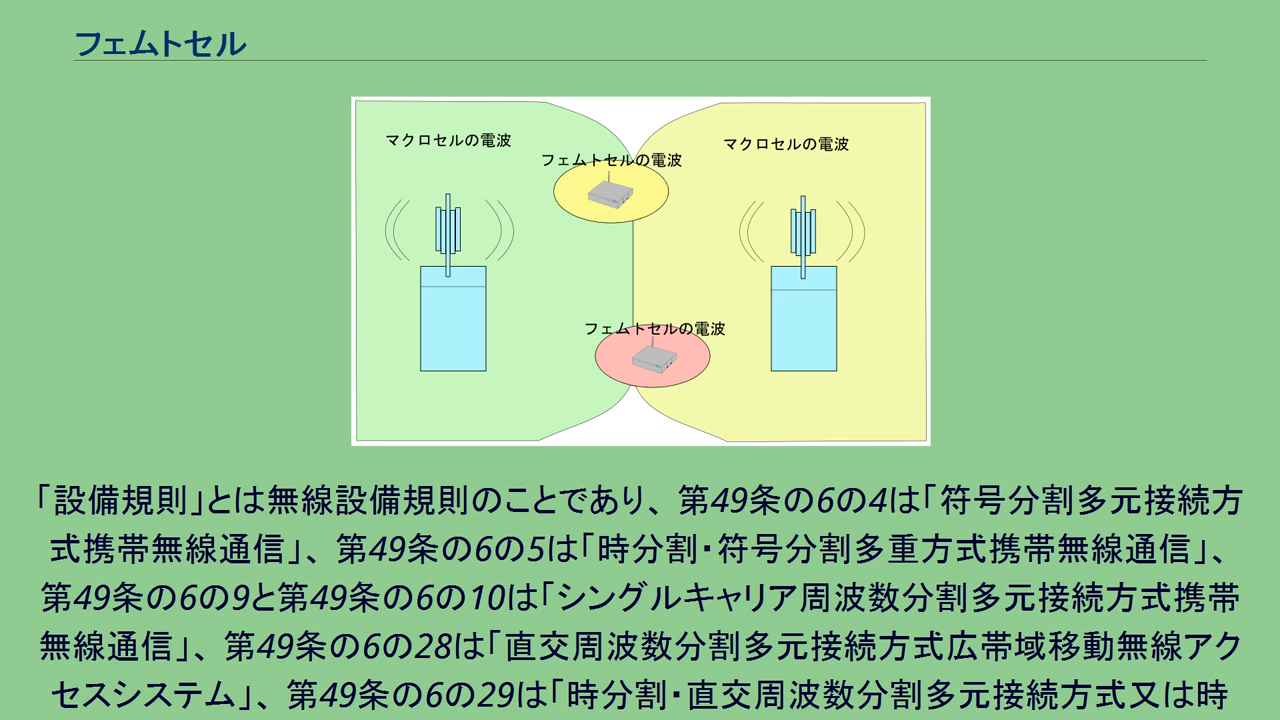 フェムトセル
マクロセルの電波
マクロセルの電波
フェムトセルの電波
フェムトセルの電波
「設備規則」とは無線設備規則のことであり、第49条の6の4は「符号分割多元接続方
式携帯無線通信」、第49条の6の5は「時分割・符号分割多重方式携帯無線通信」、
第49条の6の9と第49条の6の10は「シングルキャリア周波数分割多元接続方式携帯
無線通信」、第49条の6の28は「直交周波数分割多元接続方式広帯域移動無線アク
セスシステム」、第49条の6の29は「時分割・直交周波数分割多元接続方式又は時